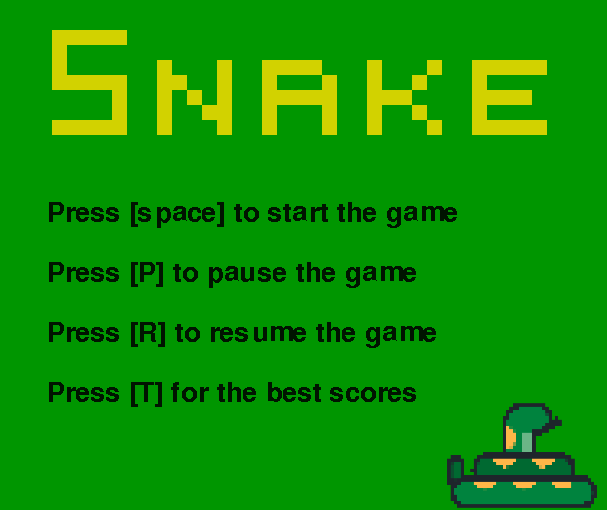 SNAKE
Press [space] to start the game
Press [P] to pause the game
Press [R] to resume the game
Press [T] for the best scores